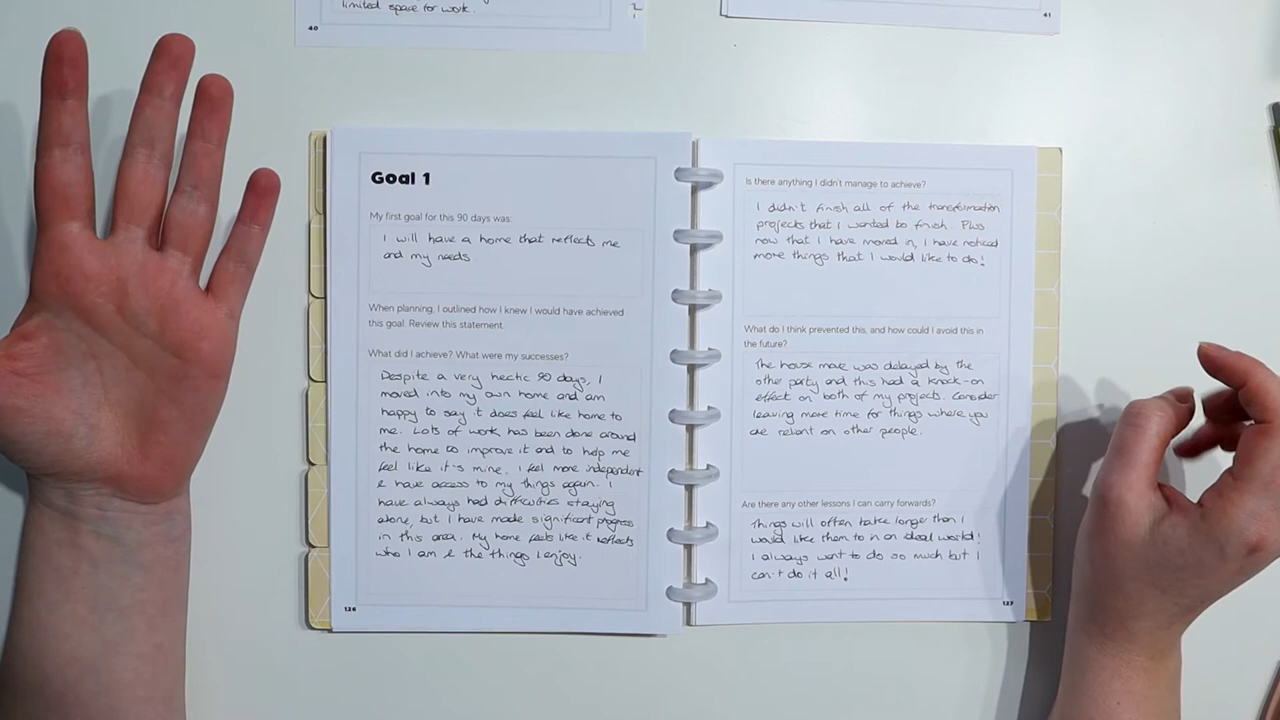 limited space for work.
40
41
Goal 1
My first goal for this 90 days was:
I will have a home that reflects me
and my needs.
When planning, I outlined how I knew I would have achieved
this goal. Review this statement.
What did I achieve? What were my successes?
Despite a very hectic 90 days, I
moved into my own home and am
happy to say it does feel like home to
me. Lots of work has been done around
the home to improve it and to help me
feel like it's mine. I feel more independent
& have access to my things again. I
have always had difficulties staying
alone, but I have made significant progress
in this area. My home feels like it reflects
who I am & the things I enjoy.
126
Is there anything I didn't manage to achieve?
I didn't finish all of the transformation
projects that I wanted to finish. Plus
now that I have moved in, I have noticed
more things that I would like to do!
What do I think prevented this, and how could I avoid this in
the future?
The house move was delayed by the
other party and this had a knock-on
effect on both of my projects. Consider
leaving more time for things where you
are reliant on other people.
Are there any other lessons I can carry forwards?
Things will often take longer than I
would like them to in an ideal world!
I always want to do so much but I
can't do it all!
127